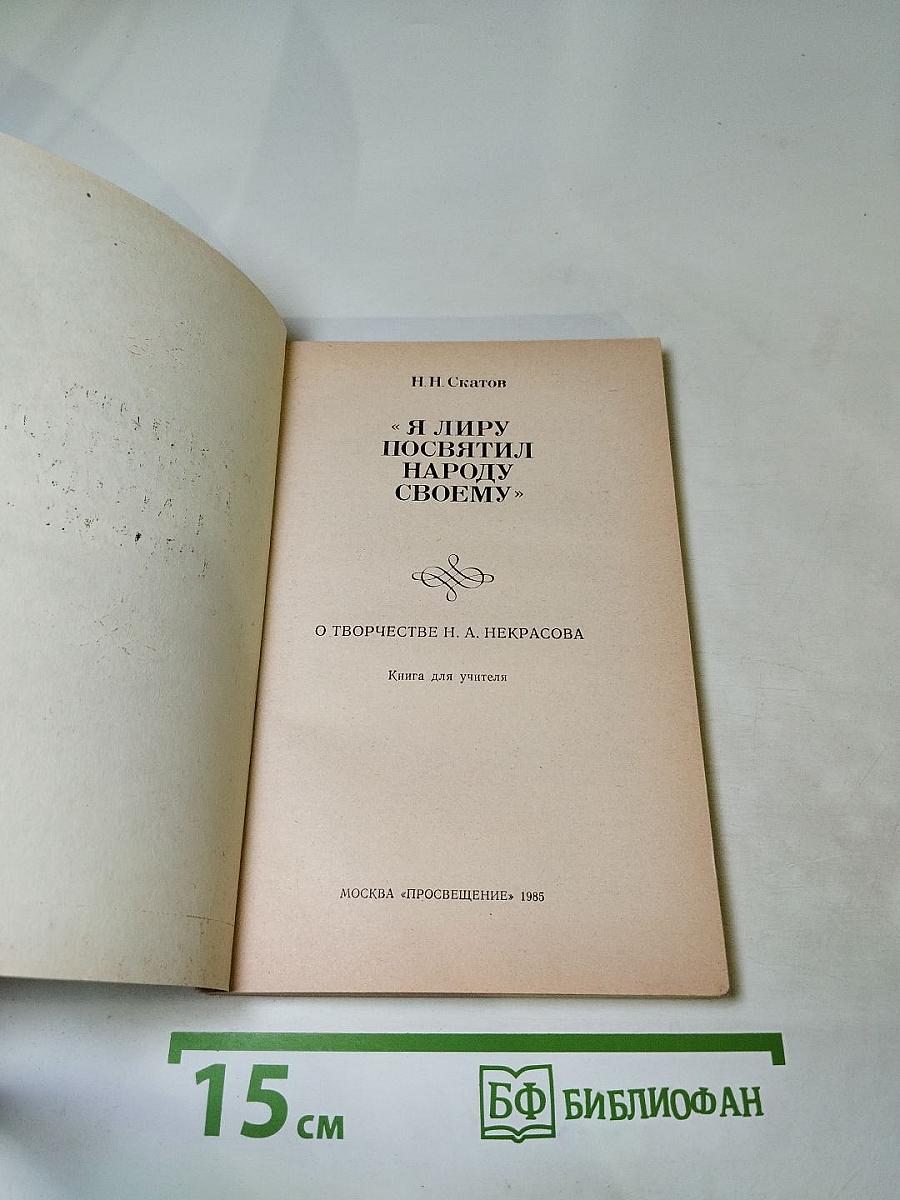 Н. Н. Скатов
« Я ЛИРУ
ПОСВЯТИЛ
НАРОДУ
СВОЕМУ»
О ТВОРЧЕСТВЕ Н. А. НЕКРАСОВА
Книга для учителя
МОСКВА «ПРОСВЕЩЕНИЕ» 1985
15 см
БФ БИБЛИОФАН